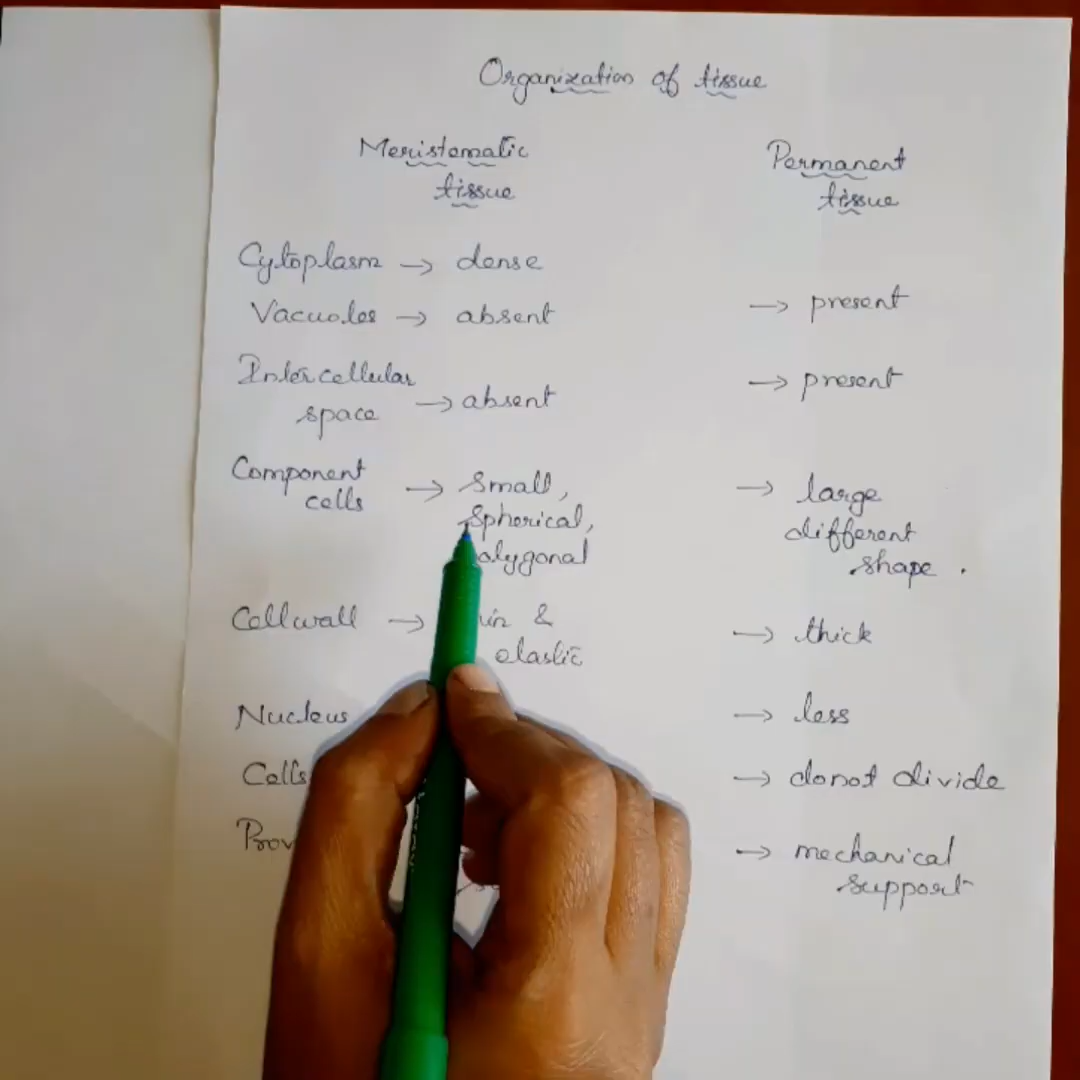 Organization of tissue
Meristematic tissue
Permanent tissue
Cytoplasm → dense
Vacuoles → absent → present
Intercellular space → absent → present
Component cells → Small, spherical, → large different shape.
Cellwall → & elastic → thick
Nucleus → less
Cells → donot divide
→ mechanical support